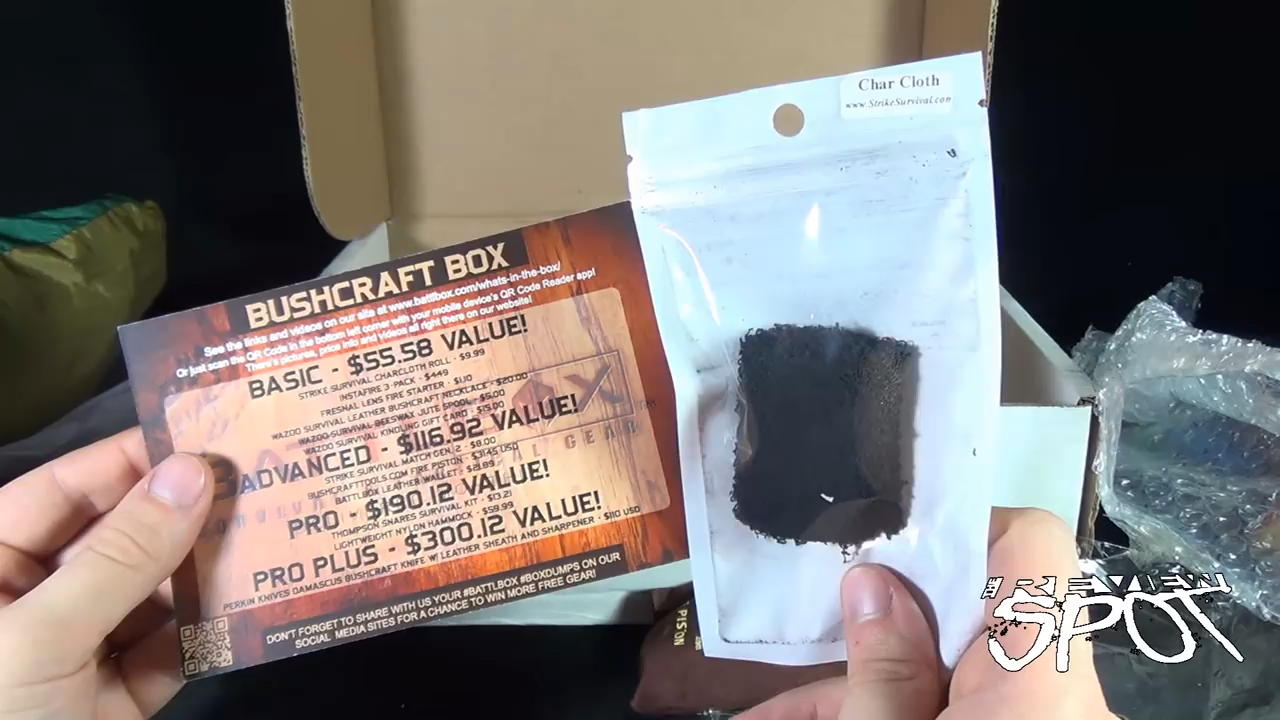 BUSHCRAFT BOX
See the links and videos on our site at www.battlbox.com/whats-in-the-box/
Or just scan the QR Code in the bottom left corner with your mobile device's QR Code Reader app!
There's pictures, price info and videos all right there on our website!
BASIC - $55.58 VALUE!
STRIKE SURVIVAL CHARCLOTH ROLL - $9.99
INSTAFIRE 3-PACK - $4.49
FRESNAL LENS FIRE STARTER - $1.10
WAZOO SURVIVAL LEATHER BUSHCRAFT NECKLACE - $20.00
WAZOO SURVIVAL BEESWAX JUTE SPOOL - $5.00
WAZOO SURVIVAL KINDLING GIFT CARD - $15.00
ADVANCED - $116.92 VALUE!
STRIKE SURVIVAL MATCH GEN 2 - $8.00
BUSHCRAFTTOOLS.COM FIRE PISTON - $31.45 USD
BATTLBOX LEATHER WALLET - $21.89
PRO - $190.12 VALUE!
THOMPSON SNARES SURVIVAL KIT - $13.21
LIGHTWEIGHT NYLON HAMMOCK - $59.99
PRO PLUS - $300.12 VALUE!
PERKIN KNIVES DAMASCUS BUSHCRAFT KNIFE W/ LEATHER SHEATH AND SHARPENER - $110 USD
DON'T FORGET TO SHARE WITH US YOUR #BATTLBOX #BOXDUMPS ON OUR
SOCIAL MEDIA SITES FOR A CHANCE TO WIN MORE FREE GEAR!
Char Cloth
www.StrikeSurvival.com
PISON
THE REVIEW
SPOT